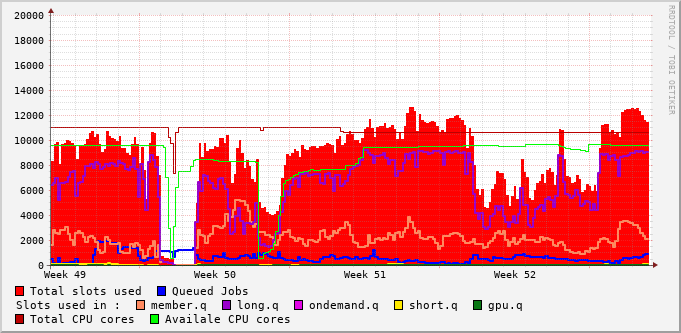 20000
18000
16000
14000
12000
10000
8000
6000
4000
2000
0
Week 49 Week 50 Week 51 Week 52
RRDTOOL / TOBI OETIKER
Total slots used Queued Jobs
Slots used in : member.q long.q ondemand.q short.q gpu.q
Total CPU cores Availale CPU cores